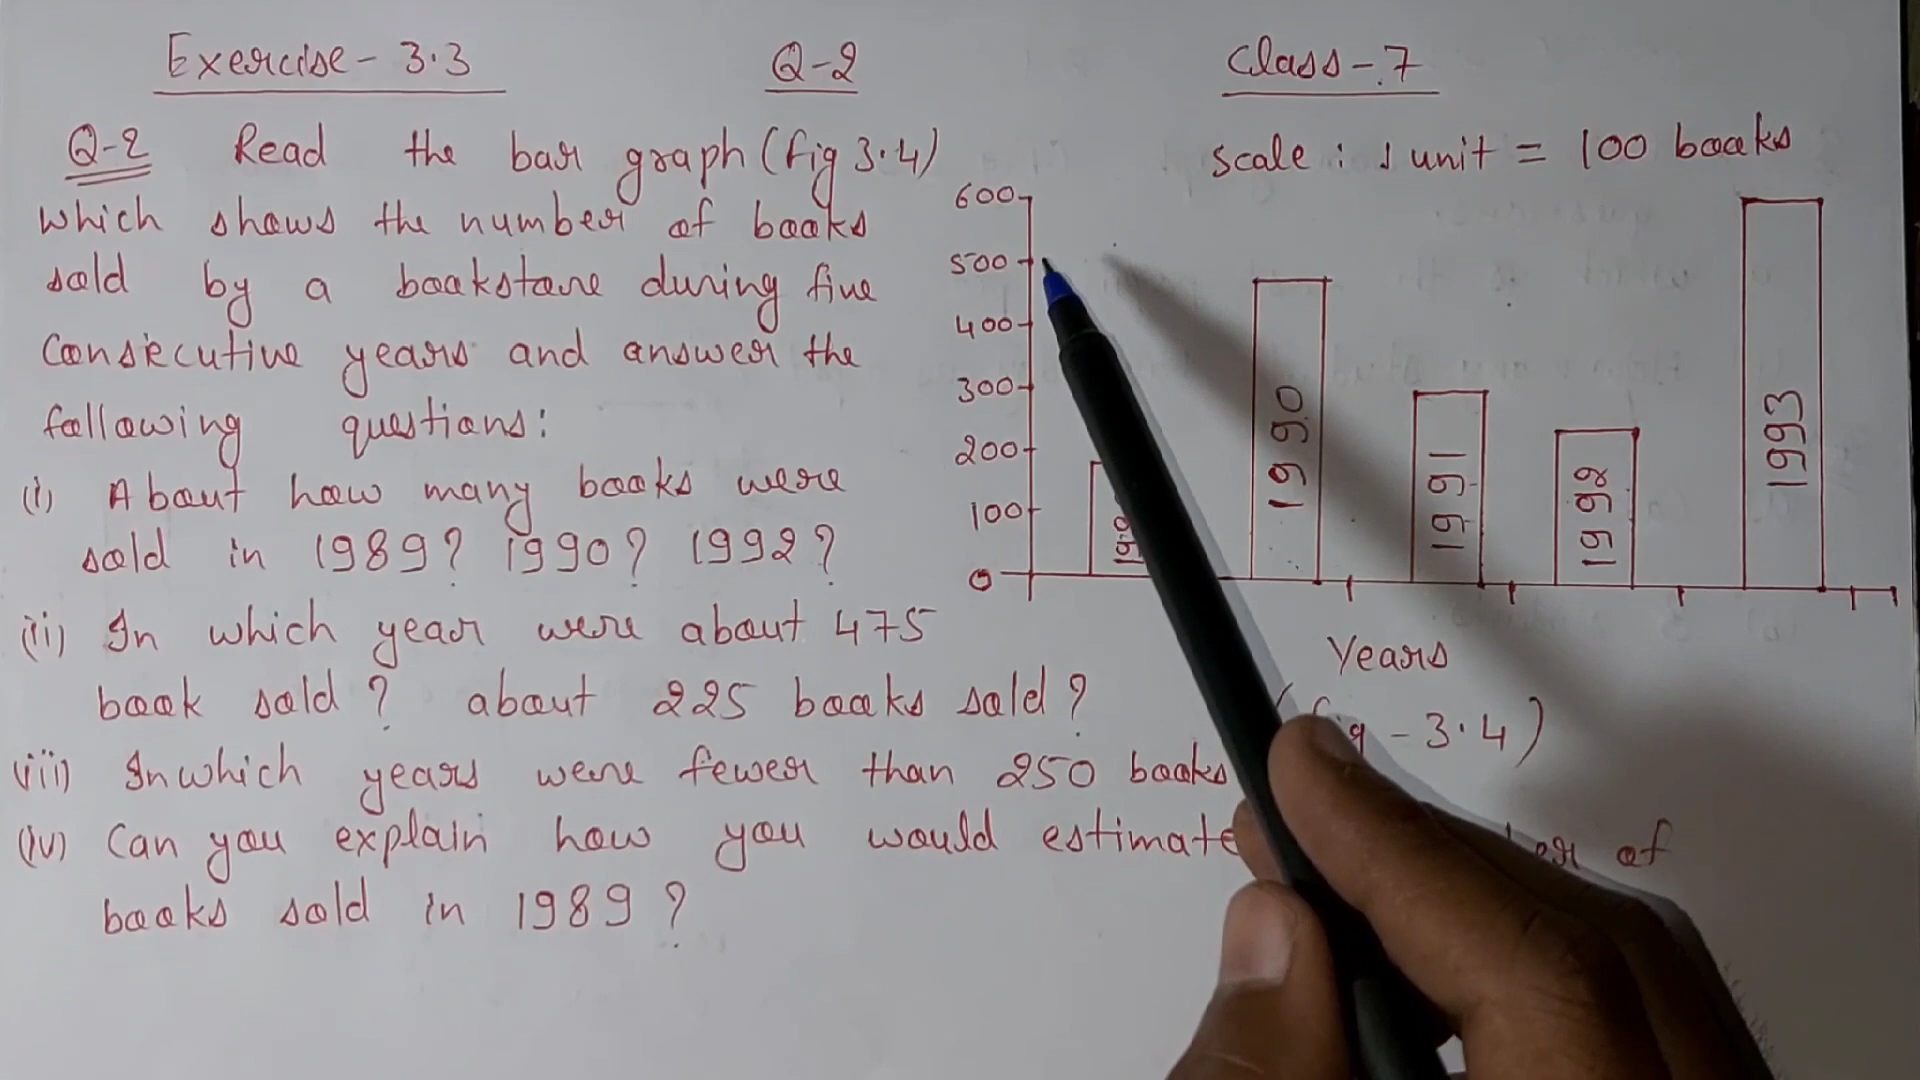 Exercise - 3.3 Q-2 Class - 7
Q-2 Read the bar graph (fig 3.4)
which shows the number of books
sold by a bookstore during five
Consecutive years and answer the
following questions:
(i) About how many books were
sold in 1989? 1990? 1992?
(ii) In which year were about 475
book sold? about 225 books sold?
(iii) In which years were fewer than 250 books
(iv) Can you explain how you would estimate of
books sold in 1989?
scale : 1 unit = 100 books
600
500
400
300
200
100
0
1990
1991
1992
1993
Years
(fig - 3.4)